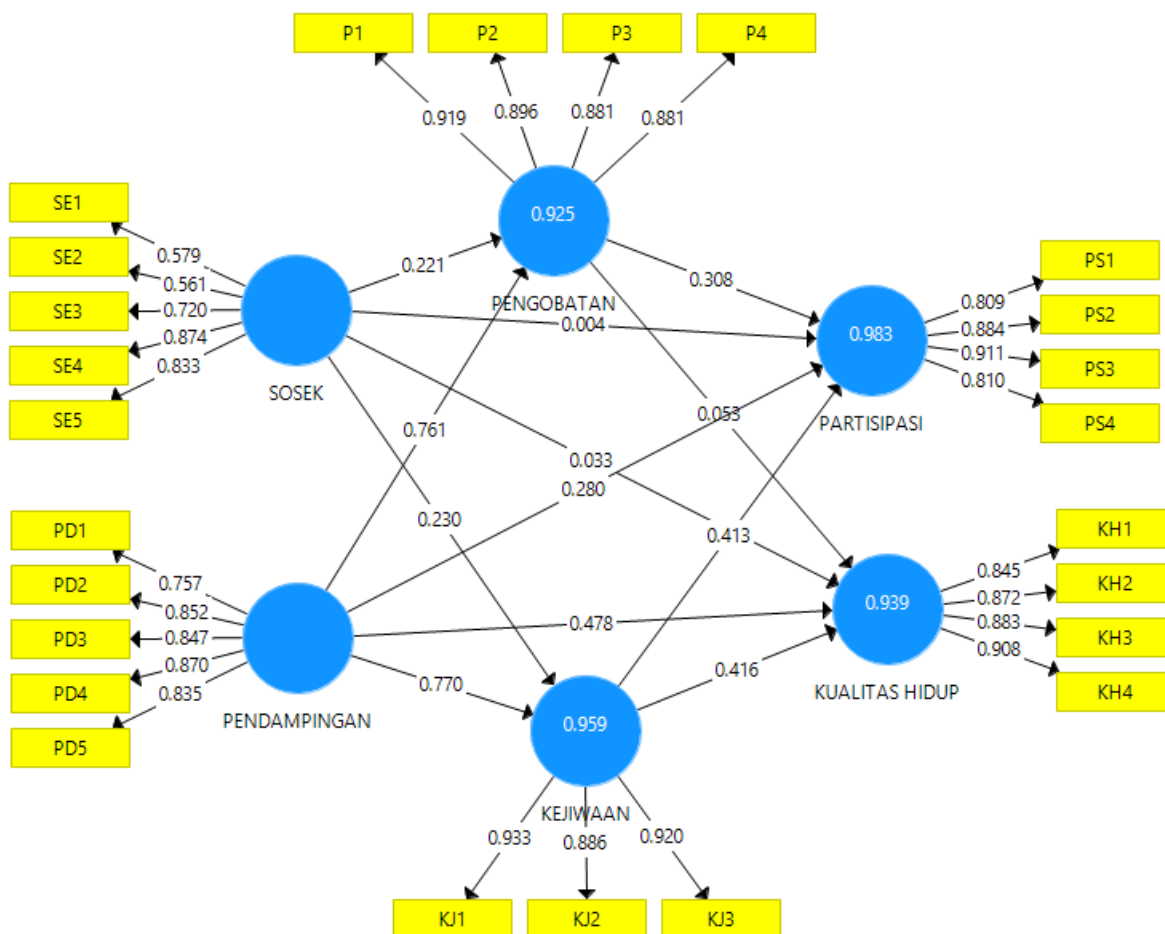 P1
P2
P3
P4
0.919
0.896
0.881
0.881
0.925
PENGOBATAN
SE1
SE2
SE3
SE4
SE5
0.579
0.561
0.720
0.874
0.833
SOSEK
0.221
0.308
0.004
0.983
PARTISIPASI
PS1
PS2
PS3
PS4
0.809
0.884
0.911
0.810
0.761
0.053
0.033
0.280
0.230
0.413
PD1
PD2
PD3
PD4
PD5
0.757
0.852
0.847
0.870
0.835
PENDAMPINGAN
0.478
0.770
0.416
0.939
KUALITAS HIDUP
KH1
KH2
KH3
KH4
0.845
0.872
0.883
0.908
0.959
KEJIWAAN
0.933
0.886
0.920
KJ1
KJ2
KJ3